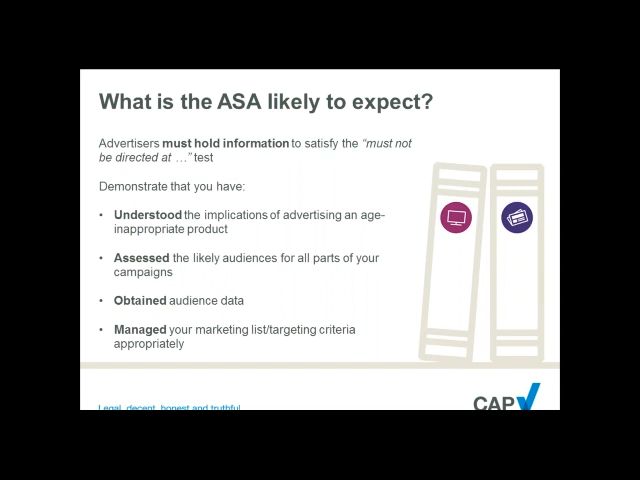 What is the ASA likely to expect?
Advertisers must hold information to satisfy the “must not
be directed at …” test
Demonstrate that you have:
• Understood the implications of advertising an age-
inappropriate product
• Assessed the likely audiences for all parts of your
campaigns
• Obtained audience data
• Managed your marketing list/targeting criteria
appropriately
Legal, decent, honest and truthful
CAP